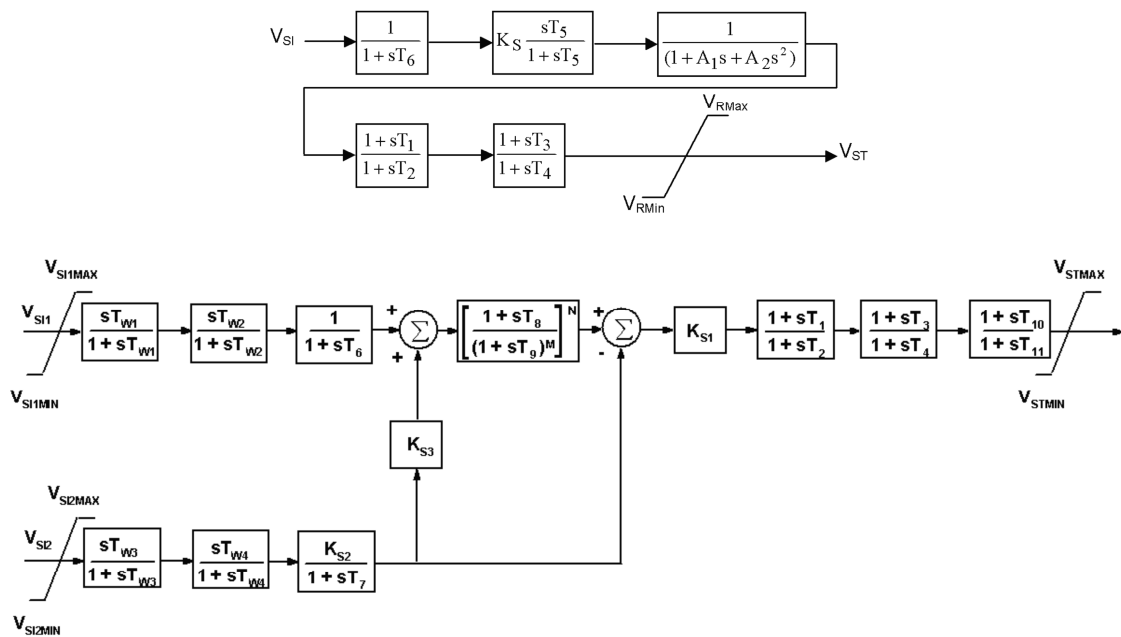 V_SI
1
1 + sT_6
K_S sT_5
1 + sT_5
1
(1 + A_1s + A_2s^2)
V_RMax
1 + sT_1
1 + sT_2
1 + sT_3
1 + sT_4
V_ST
V_RMin
V_SI1MAX
V_SI1
V_SI1MIN
sT_W1
1 + sT_W1
sT_W2
1 + sT_W2
1
1 + sT_6
+
+
Σ
[1 + sT_8
(1 + sT_9)^M]^N
+
-
Σ
K_S1
1 + sT_1
1 + sT_2
1 + sT_3
1 + sT_4
1 + sT_10
1 + sT_11
V_STMAX
V_STMIN
K_S3
V_SI2MAX
V_SI2
V_SI2MIN
sT_W3
1 + sT_W3
sT_W4
1 + sT_W4
K_S2
1 + sT_7